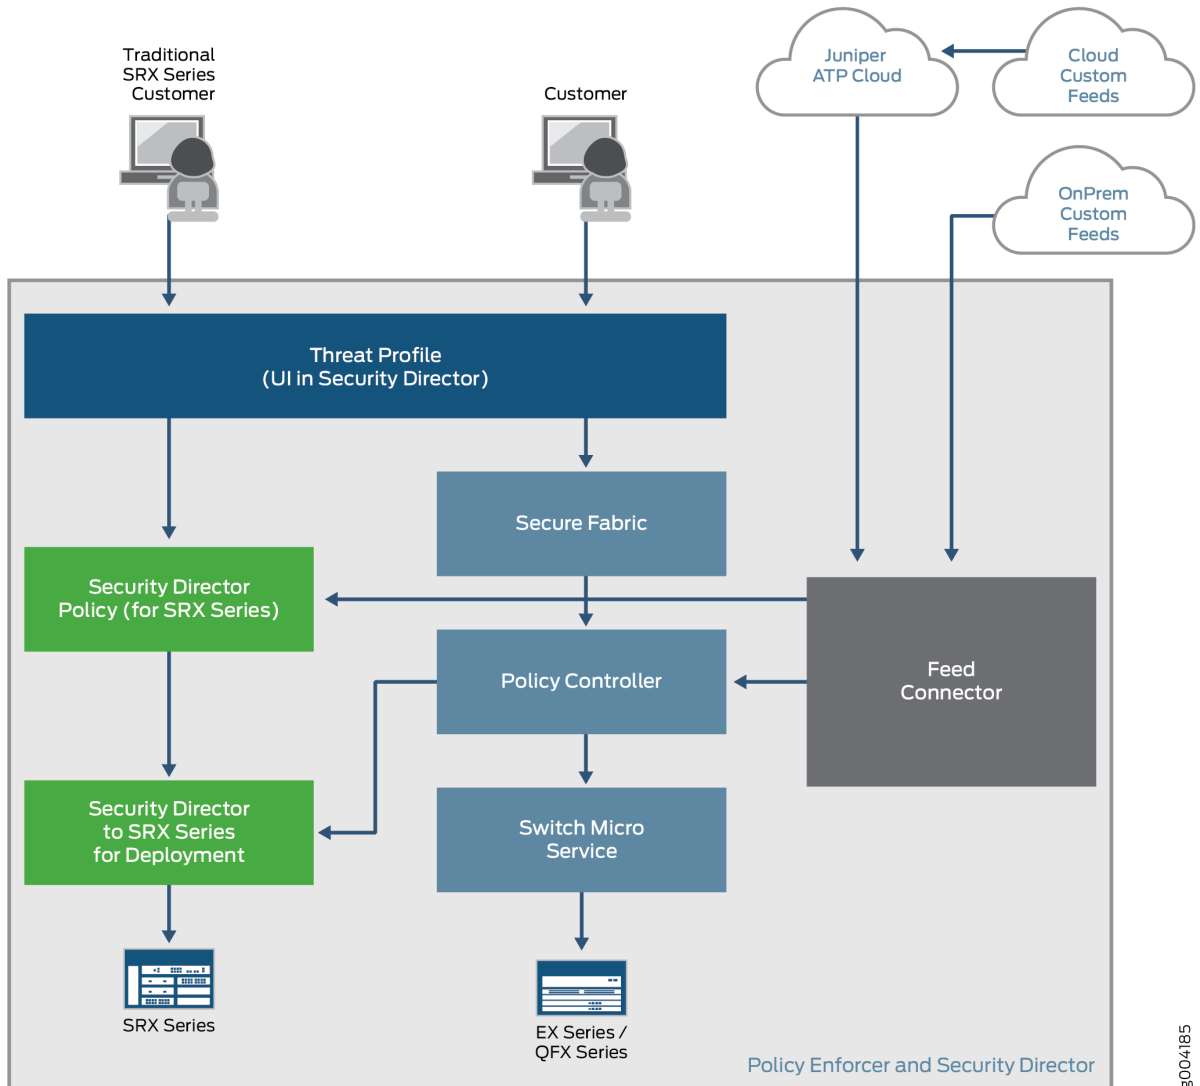 Traditional
SRX Series
Customer
Customer
Juniper
ATP Cloud
Cloud
Custom
Feeds
OnPrem
Custom
Feeds
Threat Profile
(UI in Security Director)
Secure Fabric
Security Director
Policy (for SRX Series)
Policy Controller
Feed
Connector
Security Director
to SRX Series
for Deployment
Switch Micro
Service
SRX Series
EX Series /
QFX Series
Policy Enforcer and Security Director
g004185